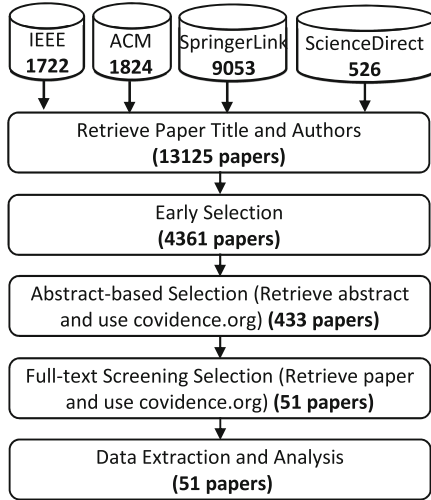 IEEE
1722
ACM
1824
SpringerLink
9053
ScienceDirect
526
Retrieve Paper Title and Authors
(13125 papers)
Early Selection
(4361 papers)
Abstract-based Selection (Retrieve abstract
and use covidence.org) (433 papers)
Full-text Screening Selection (Retrieve paper
and use covidence.org) (51 papers)
Data Extraction and Analysis
(51 papers)